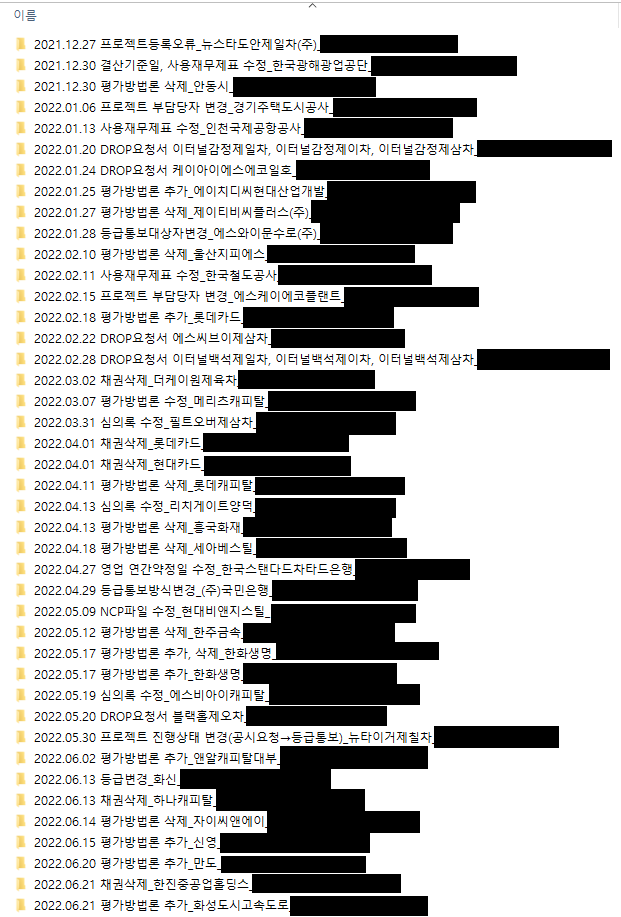 이름
2021.12.27 프로젝트등록오류_뉴스타도안제일차(주)_
2021.12.30 결산기준일, 사용재무제표 수정_한국광해광업공단_
2021.12.30 평가방법론 삭제_안동시_
2022.01.06 프로젝트 부담당자 변경_경기주택도시공사_
2022.01.13 사용재무제표 수정_인천국제공항공사_
2022.01.20 DROP요청서 이터널감정제일차, 이터널감정제이차, 이터널감정제삼차_
2022.01.24 DROP요청서 케이아이에스에코일호_
2022.01.25 평가방법론 추가_에이치디씨현대산업개발_
2022.01.27 평가방법론 삭제_제이티비씨플러스(주)_
2022.01.28 등급통보대상자변경_에스와이문수로(주)_
2022.02.10 평가방법론 삭제_울산지피에스_
2022.02.11 사용재무제표 수정_한국철도공사_
2022.02.15 프로젝트 부담당자 변경_에스케이에코플랜트_
2022.02.18 평가방법론 추가_롯데카드_
2022.02.22 DROP요청서 에스씨브이제삼차_
2022.02.28 DROP요청서 이터널백석제일차, 이터널백석제이차, 이터널백석제삼차_
2022.03.02 채권삭제_더케이원제육차
2022.03.07 평가방법론 수정_메리츠캐피탈_
2022.03.31 심의록 수정_필트오버제삼차_
2022.04.01 채권삭제_롯데카드_
2022.04.01 채권삭제_현대카드_
2022.04.11 평가방법론 삭제_롯데캐피탈_
2022.04.13 심의록 수정_리치게이트양덕_
2022.04.13 평가방법론 삭제_흥국화재_
2022.04.18 평가방법론 삭제_세아베스틸_
2022.04.27 영업 연간약정일 수정_한국스탠다드차타드은행_
2022.04.29 등급통보방식변경_(주)국민은행_
2022.05.09 NCP파일 수정_현대비앤지스틸_
2022.05.12 평가방법론 삭제_한주금속_
2022.05.17 평가방법론 추가, 삭제_한화생명_
2022.05.17 평가방법론 추가_한화생명_
2022.05.19 심의록 수정_에스비아이캐피탈_
2022.05.20 DROP요청서 블랙홀제오차_
2022.05.30 프로젝트 진행상태 변경(공시요청→등급통보)_뉴타이거제칠차_
2022.06.02 평가방법론 추가_앤알캐피탈대부_
2022.06.13 등급변경_화신_
2022.06.13 채권삭제_하나캐피탈_
2022.06.14 평가방법론 삭제_자이씨앤에이_
2022.06.15 평가방법론 추가_신영_
2022.06.20 평가방법론 추가_만도_
2022.06.21 채권삭제_한진중공업홀딩스_
2022.06.21 평가방법론 추가_화성도시고속도로_